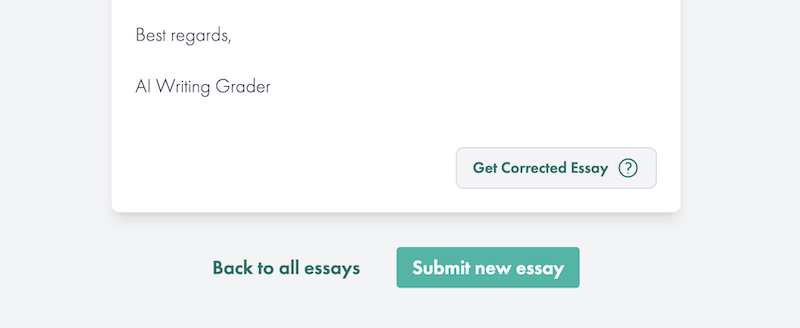 Best regards,
AI Writing Grader
Get Corrected Essay ?
Back to all essays
Submit new essay